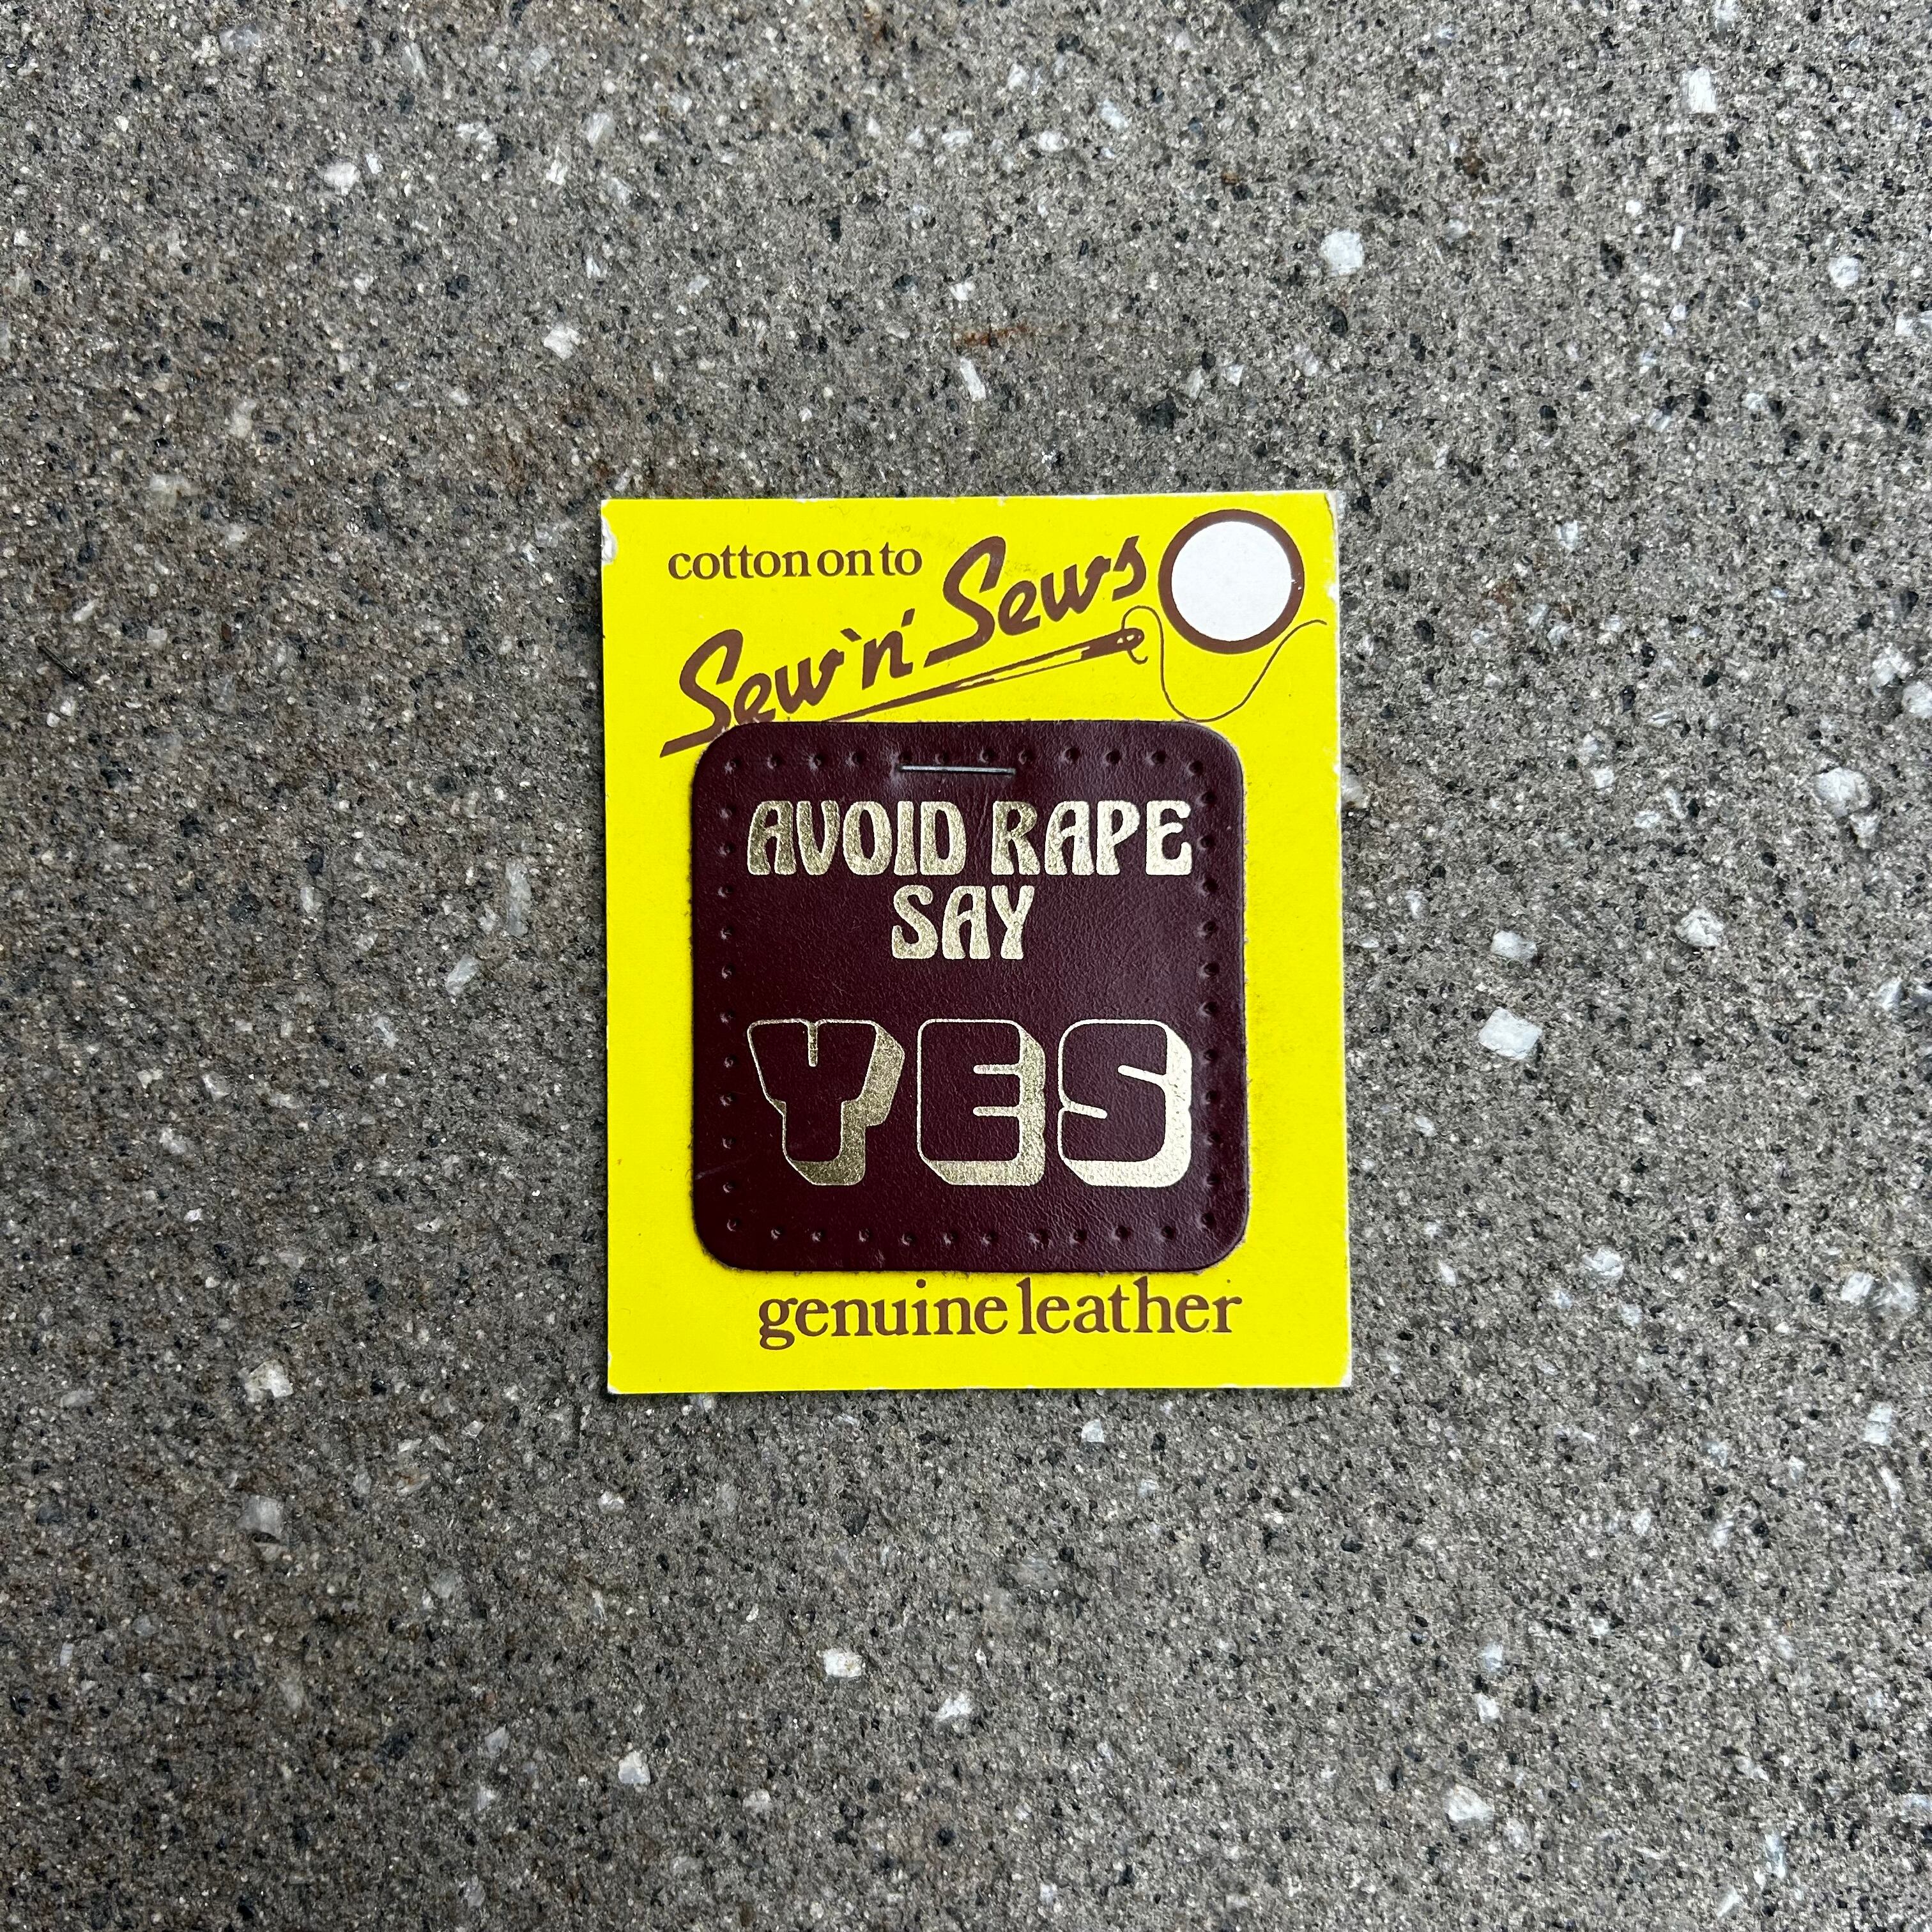 cotton on to
Sew 'n' Sews
AVOID RAPE
SAY
YES
genuine leather